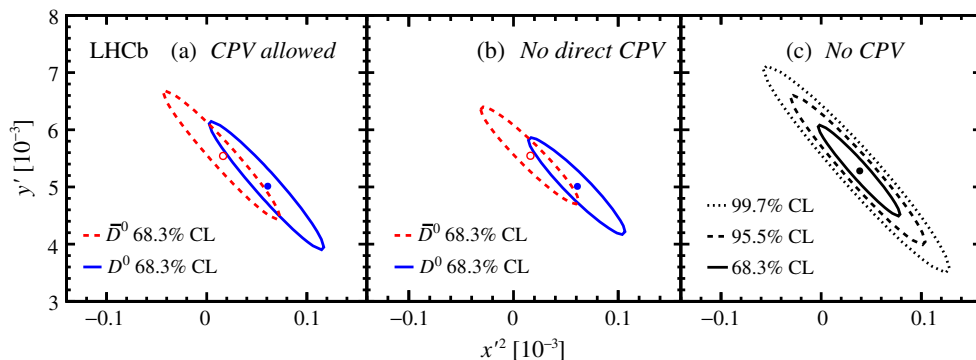 LHCb (a) CPV allowed
(b) No direct CPV
(c) No CPV
8
7
6
5
4
3
y′ [10⁻³]
D̅⁰ 68.3% CL
D⁰ 68.3% CL
D̅⁰ 68.3% CL
D⁰ 68.3% CL
99.7% CL
95.5% CL
68.3% CL
−0.1 0 0.1 −0.1 0 0.1 −0.1 0 0.1
x′² [10⁻³]